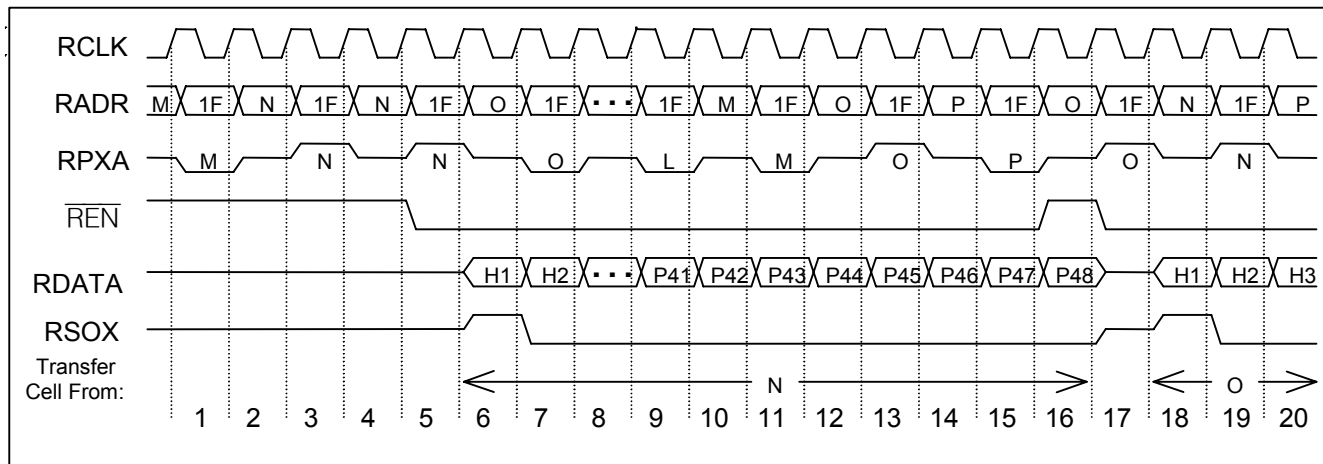 RCLK
RADR M 1F N 1F N 1F O 1F ··· 1F M 1F O 1F P 1F O 1F N 1F P
RPXA M N N O L M O P O N
REN
RDATA H1 H2 ··· P41 P42 P43 P44 P45 P46 P47 P48 H1 H2 H3
RSOX
Transfer
Cell From: N O
1 2 3 4 5 6 7 8 9 10 11 12 13 14 15 16 17 18 19 20